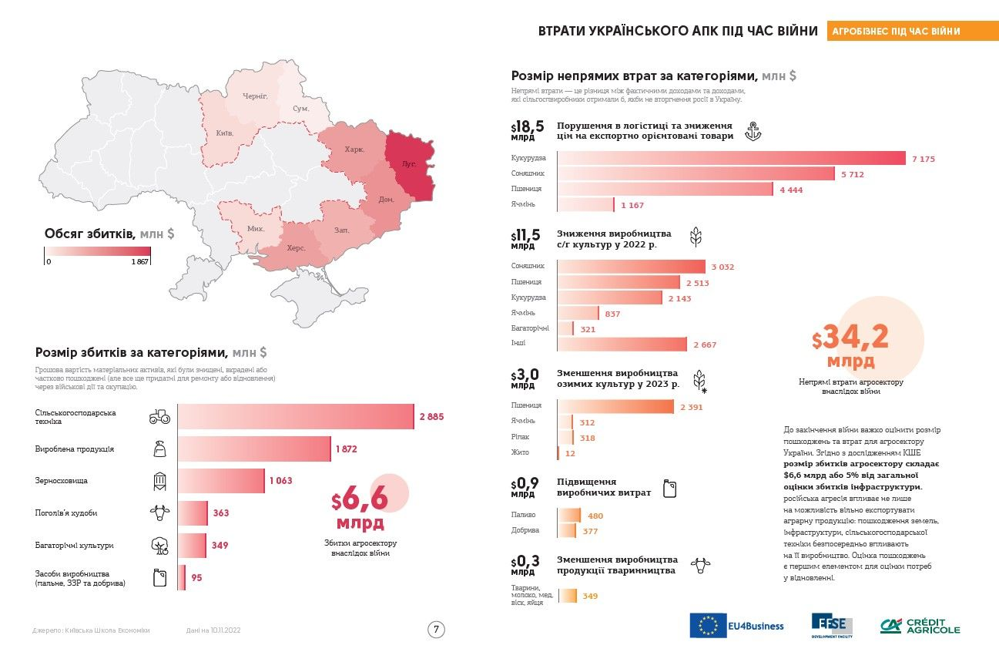 ВТРАТИ УКРАЇНСЬКОГО АПК ПІД ЧАС ВІЙНИ
АГРОБІЗНЕС ПІД ЧАС ВІЙНИ
Черніг.
Сум.
Київ.
Харк.
Луг.
Дон.
Мик.
Зап.
Херс.
Обсяг збитків, млн $
0
1 867
Розмір збитків за категоріями, млн $
Грошова вартість матеріальних активів, які були знищені, вкрадені або
частково пошкоджені (але все ще придатні для ремонту або відновлення)
через військові дії та окупацію.
Сільськогосподарська
техніка
2 885
Вироблена продукція
1 872
Зерносховища
1 063
Поголів'я худоби
363
Багаторічні культури
349
Засоби виробництва
(пальне, ЗЗР та добрива)
95
$6,6
млрд
Збитки агросектору
внаслідок війни
Джерело: Київська Школа Економіки
Дані на 10.11.2022
7
Розмір непрямих втрат за категоріями, млн $
Непрямі втрати — це різниця між фактичними доходами та доходами,
які сільгоспвиробники отримали б, якби не вторгнення росії в Україну.
$18,5
млрд
Порушення в логістиці та зниження
цін на експортно орієнтовані товари
Кукурудза
7 175
Соняшник
5 712
Пшениця
4 444
Ячмінь
1 167
$11,5
млрд
Зниження виробництва
с/г культур у 2022 р.
Соняшник
3 032
Пшениця
2 513
Кукурудза
2 143
Ячмінь
837
Багаторічні
321
Інші
2 667
$3,0
млрд
Зменшення виробництва
озимих культур у 2023 р.
Пшениця
2 391
Ячмінь
312
Ріпак
318
Жито
12
$0,9
млрд
Підвищення
виробничих витрат
Паливо
480
Добрива
377
$0,3
млрд
Зменшення виробництва
продукції тваринництва
Тварини,
молоко, мед,
віск, яйця
349
$34,2
млрд
Непрямі втрати агросектору
внаслідок війни
До закінчення війни важко оцінити розмір
пошкоджень та втрат для агросектору
України. Згідно з дослідженням КШЕ
розмір збитків агросектору складає
$6,6 млрд або 5% від загальної
оцінки збитків інфраструктури.
російська агресія впливає не лише
на можливість вільно експортувати
аграрну продукцію: пошкодження земель,
інфраструктури, сільськогосподарської
техніки безпосередньо впливають
на її виробництво. Оцінка пошкоджень
є першим елементом для оцінки потреб
у відновленні.
EU4Business
EFSE
DEVELOPMENT FACILITY
CRÉDIT
AGRICOLE